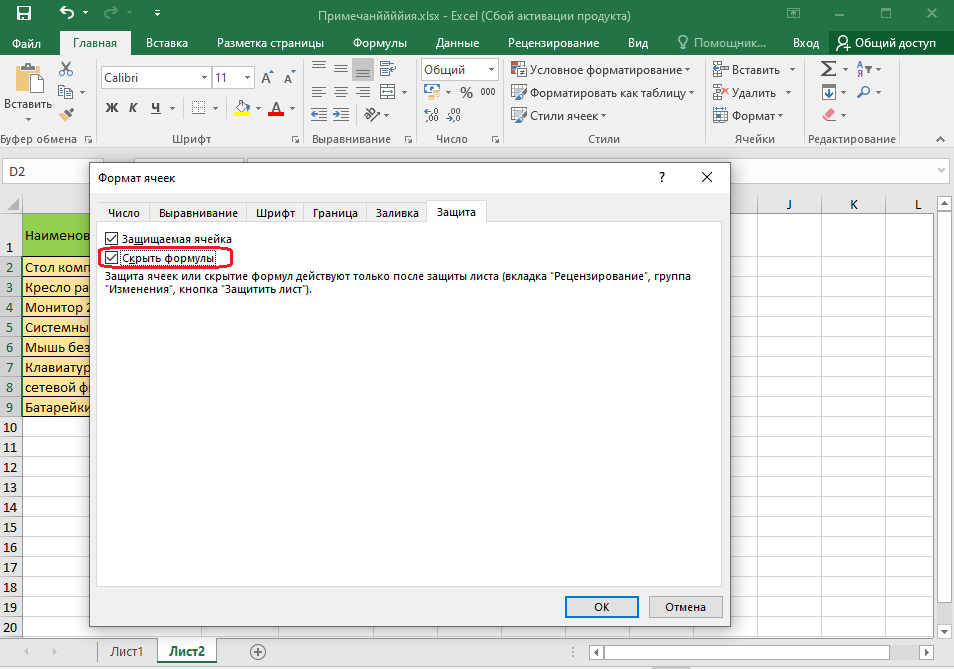 Примечанййййия.xlsx - Excel (Сбой активации продукта)
Файл Главная Вставка Разметка страницы Формулы Данные Рецензирование Вид Помощник... Вход Общий доступ
Вставить
Calibri 11
Ж К Ч А
Общий
% 000
Условное форматирование
Форматировать как таблицу
Стили ячеек
Вставить
Удалить
Формат
Буфер обмена Шрифт Выравнивание Число Стили Ячейки Редактирование
D2
Формат ячеек ?
Число Выравнивание Шрифт Граница Заливка Защита
Защищаемая ячейка
Скрыть формулы
Защита ячеек или скрытие формул действуют только после защиты листа (вкладка "Рецензирование", группа
"Изменения", кнопка "Защитить лист").
ОК Отмена
J K L
1 Наименов
2 Стол комп
3 Кресло ра
4 Монитор 2
5 Системны
6 Мышь без
7 Клавиатур
8 сетевой ф
9 Батарейки
10
11
12
13
14
15
16
17
18
19
20
Лист1 Лист2